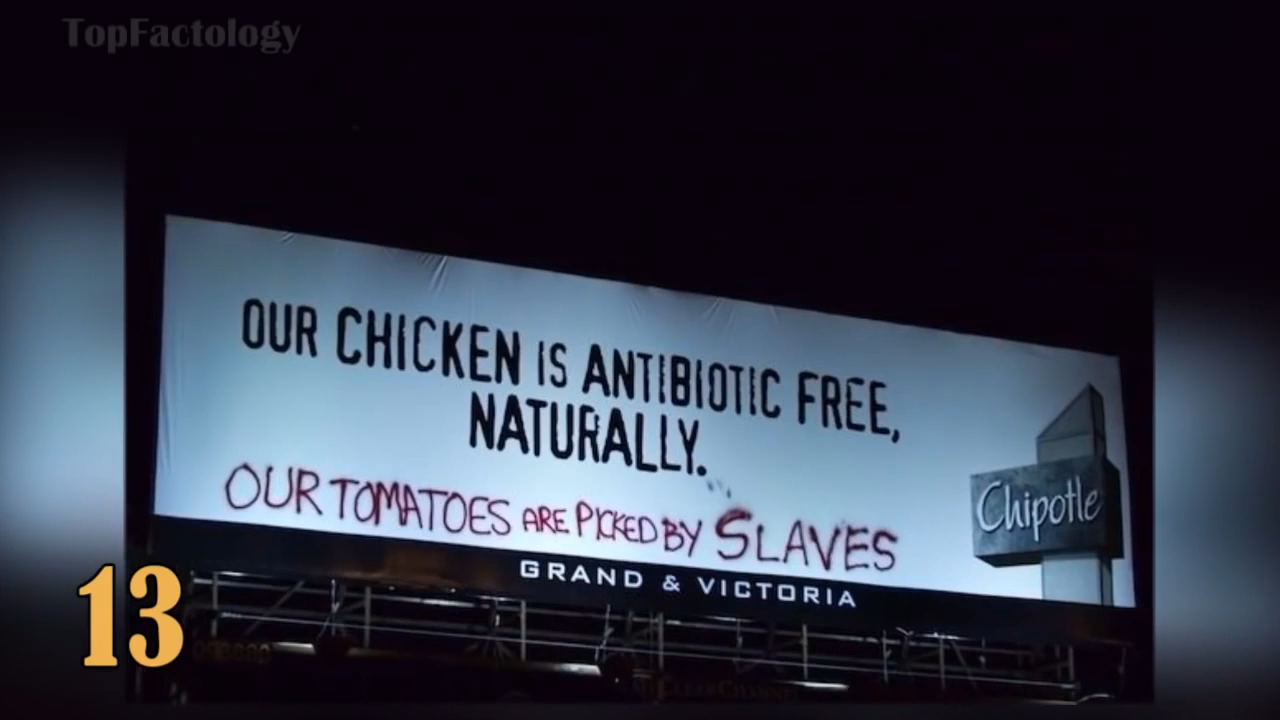 TopFactology
OUR CHICKEN IS ANTIBIOTIC FREE,
NATURALLY.
OUR TOMATOES ARE PICKED BY SLAVES
Chipotle
GRAND & VICTORIA
13